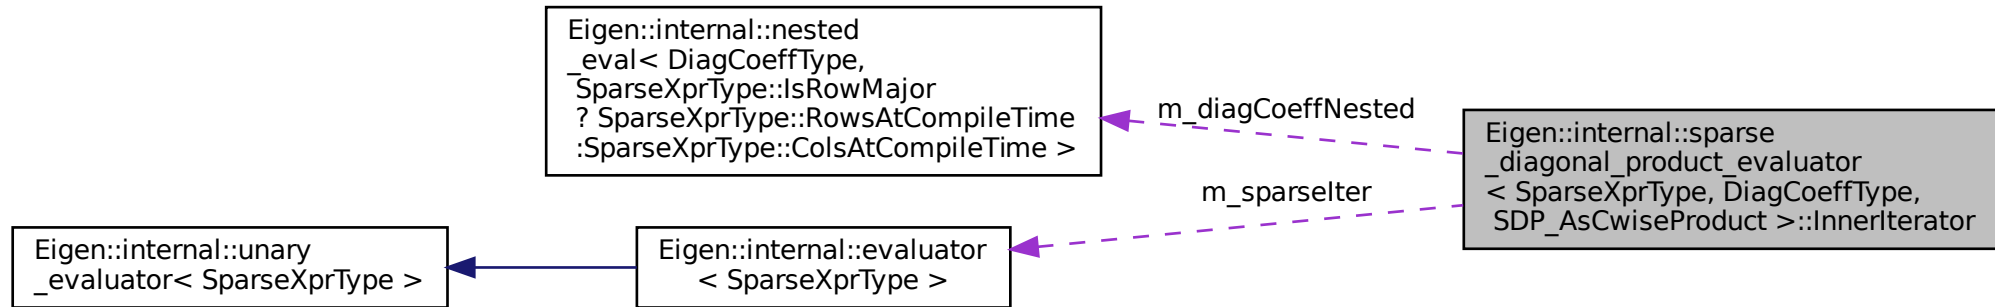 Eigen::internal::nested
_eval< DiagCoeffType,
SparseXprType::IsRowMajor
? SparseXprType::RowsAtCompileTime
:SparseXprType::ColsAtCompileTime >
m_diagCoeffNested
Eigen::internal::sparse
_diagonal_product_evaluator
< SparseXprType, DiagCoeffType,
SDP_AsCwiseProduct >::InnerIterator
m_sparseIter
Eigen::internal::unary
_evaluator< SparseXprType >
Eigen::internal::evaluator
< SparseXprType >